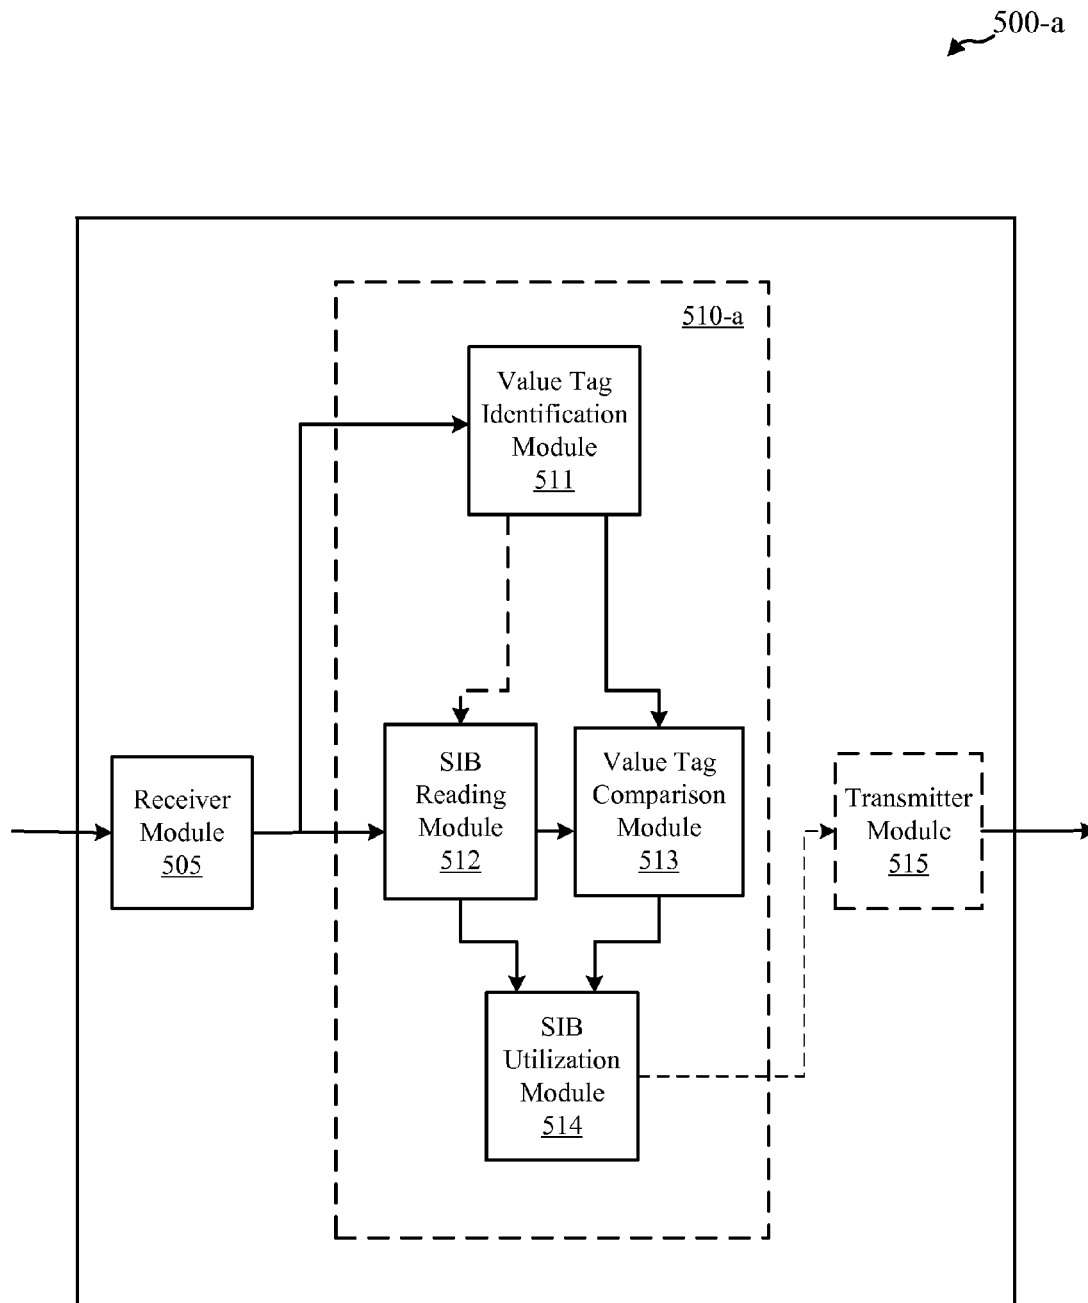 500-a
510-a
Value Tag
Identification
Module
511
SIB
Reading
Module
512
Value Tag
Comparison
Module
513
Receiver
Module
505
Transmitter
Module
515
SIB
Utilization
Module
514